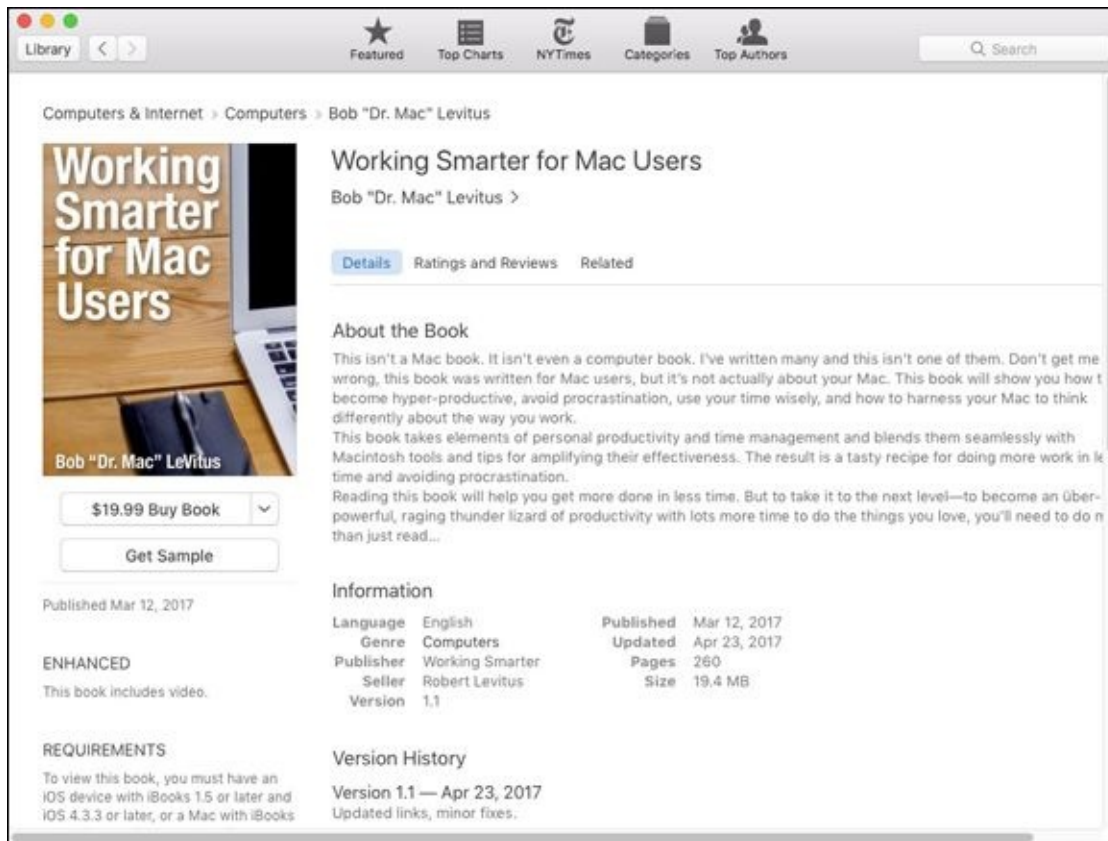 Library
Featured
Top Charts
NYTimes
Categories
Top Authors
Search
Computers & Internet > Computers > Bob "Dr. Mac" Levitus
Working
Smarter
for Mac
Users
Bob "Dr. Mac" LeVitus
$19.99 Buy Book
Get Sample
Published Mar 12, 2017
ENHANCED
This book includes video.
REQUIREMENTS
To view this book, you must have an
iOS device with iBooks 1.5 or later and
iOS 4.3.3 or later, or a Mac with iBooks
Working Smarter for Mac Users
Bob "Dr. Mac" Levitus >
Details
Ratings and Reviews
Related
About the Book
This isn't a Mac book. It isn't even a computer book. I've written many and this isn't one of them. Don't get me
wrong, this book was written for Mac users, but it's not actually about your Mac. This book will show you how t
become hyper-productive, avoid procrastination, use your time wisely, and how to harness your Mac to think
differently about the way you work.
This book takes elements of personal productivity and time management and blends them seamlessly with
Macintosh tools and tips for amplifying their effectiveness. The result is a tasty recipe for doing more work in le
time and avoiding procrastination.
Reading this book will help you get more done in less time. But to take it to the next level—to become an über-
powerful, raging thunder lizard of productivity with lots more time to do the things you love, you'll need to do
than just read...
Information
Language English
Genre Computers
Publisher Working Smarter
Seller Robert Levitus
Version 1.1
Published Mar 12, 2017
Updated Apr 23, 2017
Pages 260
Size 19.4 MB
Version History
Version 1.1 — Apr 23, 2017
Updated links, minor fixes.